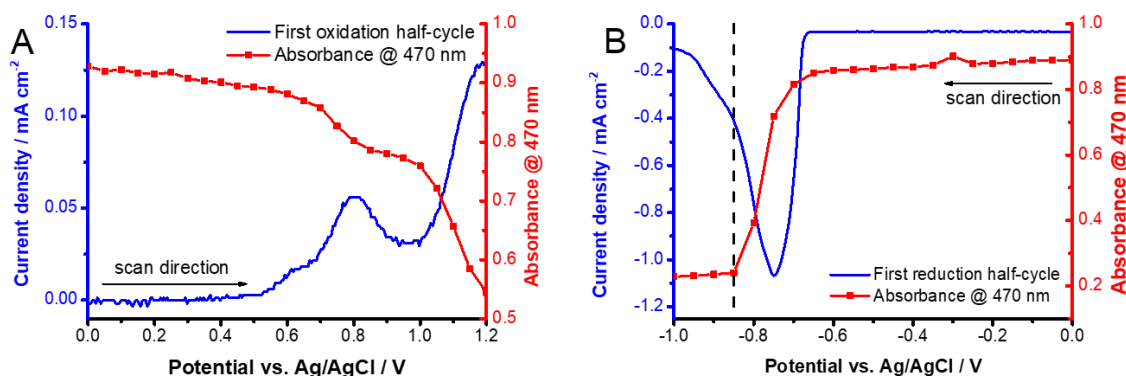 A
First oxidation half-cycle
Absorbance @ 470 nm
scan direction
0.15
0.10
0.05
0.00
Current density / mA cm-2
1.0
0.9
0.8
0.7
0.6
0.5
Absorbance @ 470 nm
0.0 0.2 0.4 0.6 0.8 1.0 1.2
Potential vs. Ag/AgCl / V
B
scan direction
First reduction half-cycle
Absorbance @ 470 nm
0.0
-0.2
-0.4
-0.6
-0.8
-1.0
-1.2
Current density / mA cm-2
1.0
0.8
0.6
0.4
0.2
Absorbance @ 470 nm
-1.0 -0.8 -0.6 -0.4 -0.2 0.0
Potential vs. Ag/AgCl / V